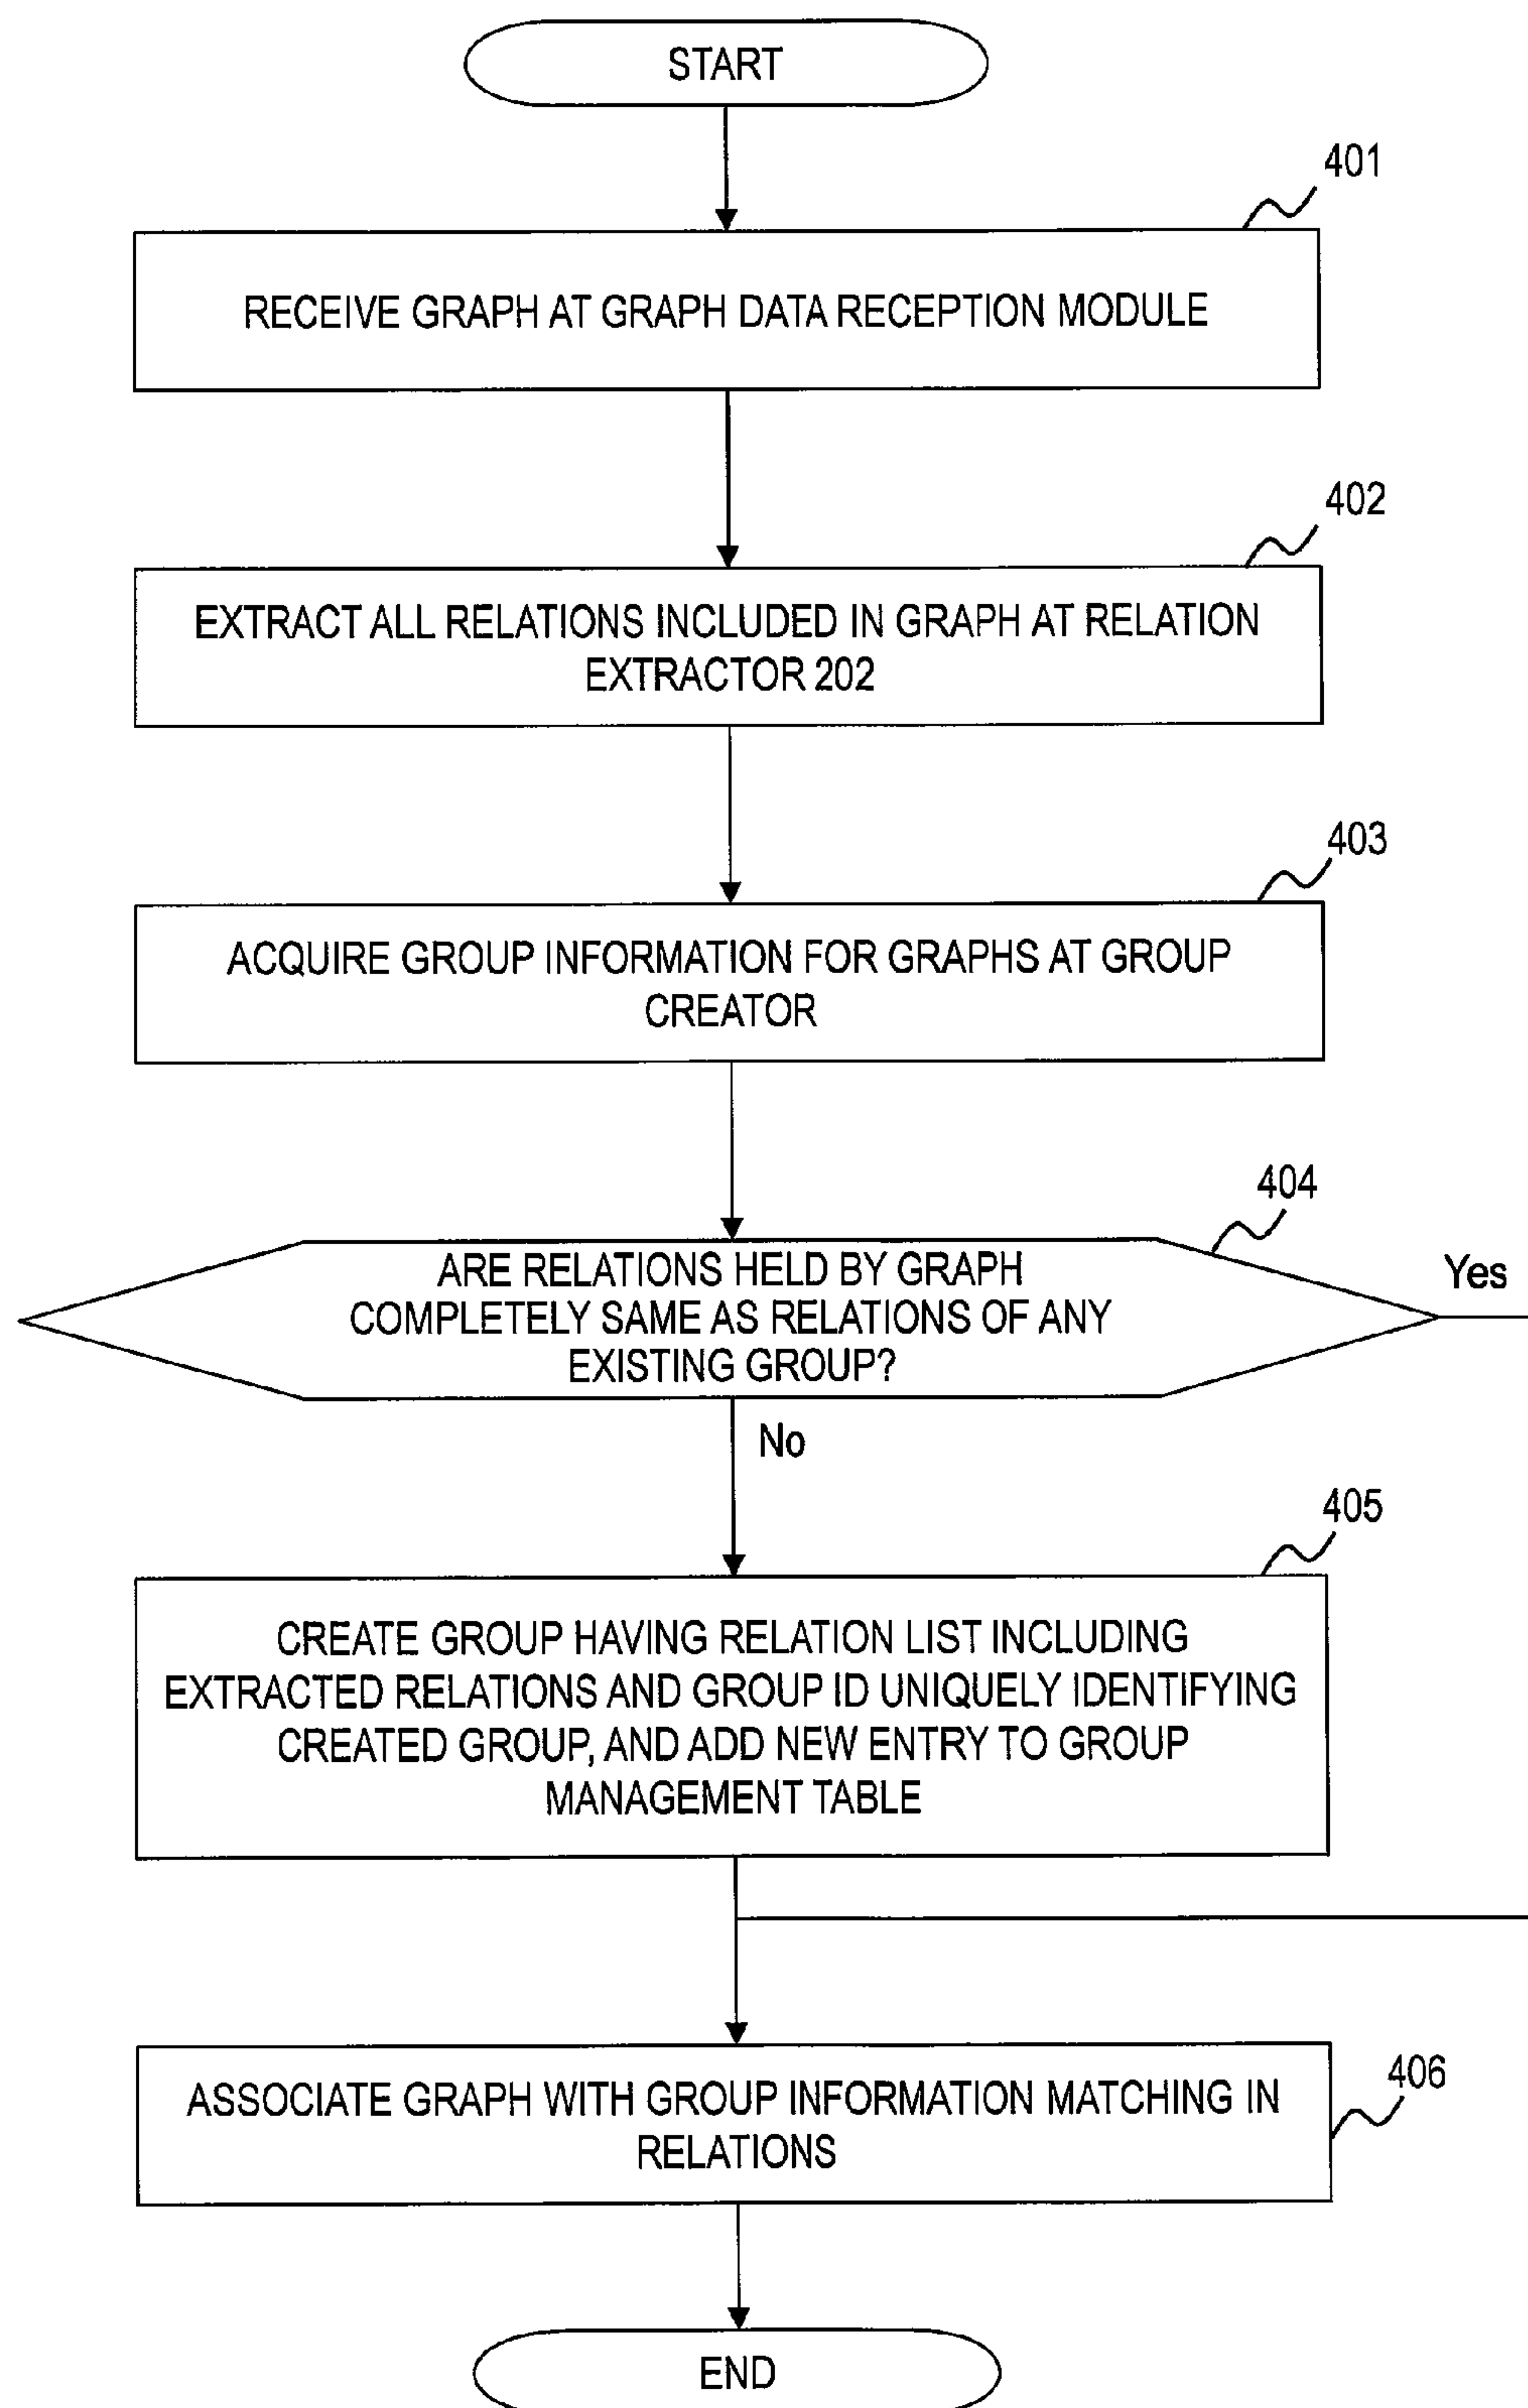 START
401
RECEIVE GRAPH AT GRAPH DATA RECEPTION MODULE
402
EXTRACT ALL RELATIONS INCLUDED IN GRAPH AT RELATION
EXTRACTOR 202
403
ACQUIRE GROUP INFORMATION FOR GRAPHS AT GROUP
CREATOR
404
ARE RELATIONS HELD BY GRAPH
COMPLETELY SAME AS RELATIONS OF ANY
EXISTING GROUP?
Yes
No
405
CREATE GROUP HAVING RELATION LIST INCLUDING
EXTRACTED RELATIONS AND GROUP ID UNIQUELY IDENTIFYING
CREATED GROUP, AND ADD NEW ENTRY TO GROUP
MANAGEMENT TABLE
406
ASSOCIATE GRAPH WITH GROUP INFORMATION MATCHING IN
RELATIONS
END